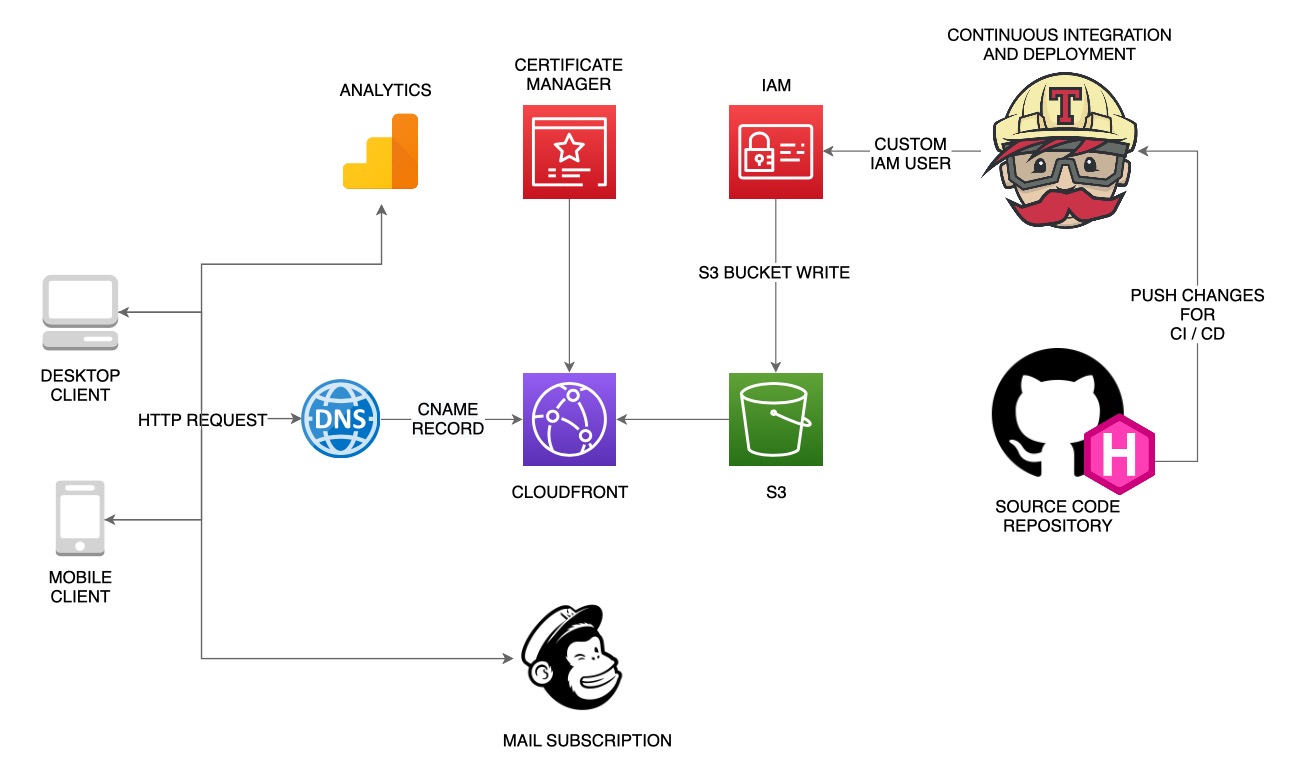 CONTINUOUS INTEGRATION
AND DEPLOYMENT
CERTIFICATE
MANAGER
ANALYTICS
IAM
T
CUSTOM
IAM USER
S3 BUCKET WRITE
PUSH CHANGES
FOR
CI / CD
DESKTOP
CLIENT
HTTP REQUEST
DNS
CNAME
RECORD
H
CLOUDFRONT
S3
SOURCE CODE
REPOSITORY
MOBILE
CLIENT
M
MAIL SUBSCRIPTION